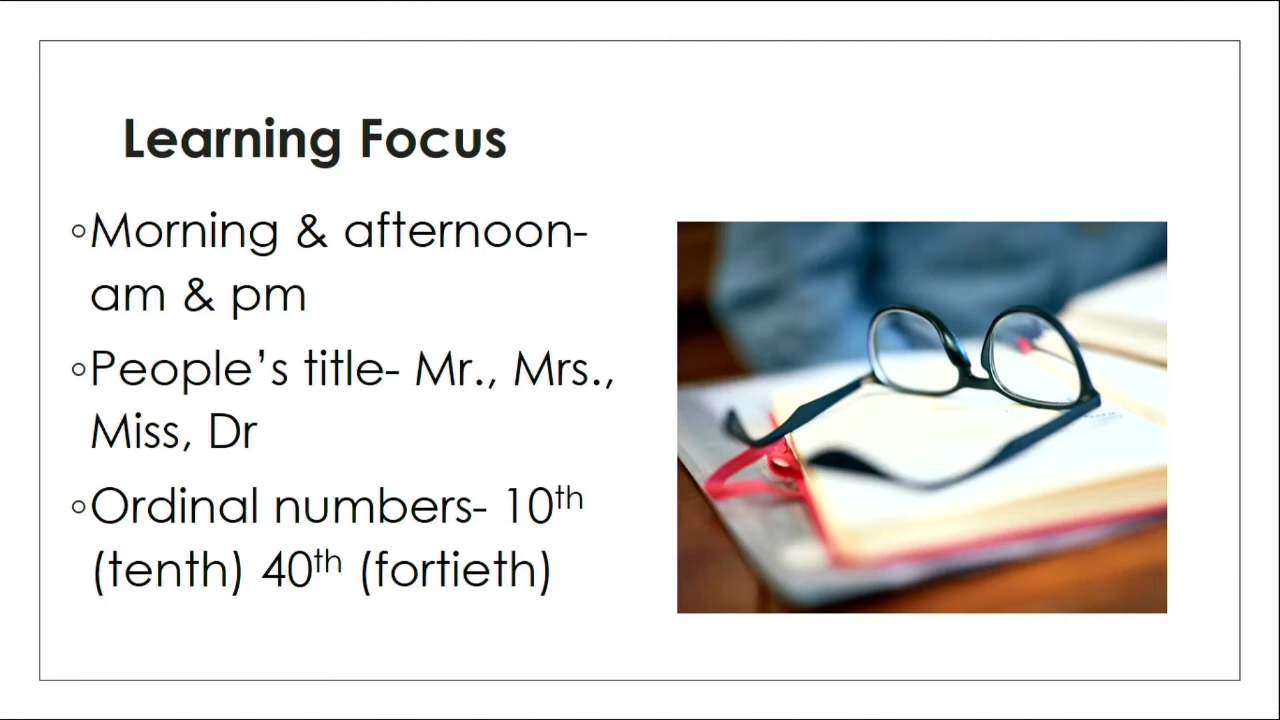 Learning Focus
◦Morning & afternoon-
am & pm
◦People’s title- Mr., Mrs.,
Miss, Dr
◦Ordinal numbers- 10th
(tenth) 40th (fortieth)